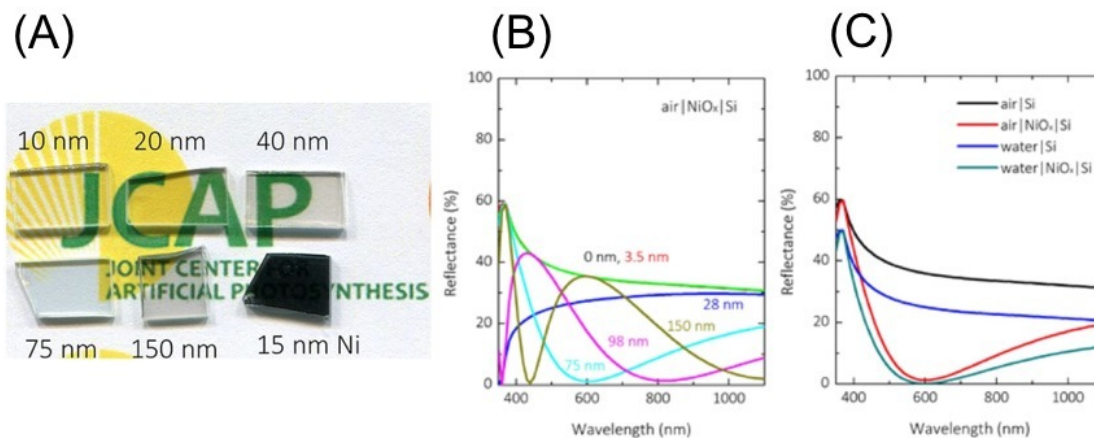 (A)
(B)
(C)
10 nm
20 nm
40 nm
JCAP
JOINT CENTER FOR
ARTIFICIAL PHOTOSYNTHESIS
75 nm
150 nm
15 nm Ni
100
80
60
40
20
0
Reflectance (%)
air|NiOₓ|Si
0 nm, 3.5 nm
28 nm
150 nm
98 nm
75 nm
400
600
800
1000
Wavelength (nm)
100
80
60
40
20
0
Reflectance (%)
air|Si
air|NiOₓ|Si
water|Si
water|NiOₓ|Si
400
600
800
1000
Wavelength (nm)